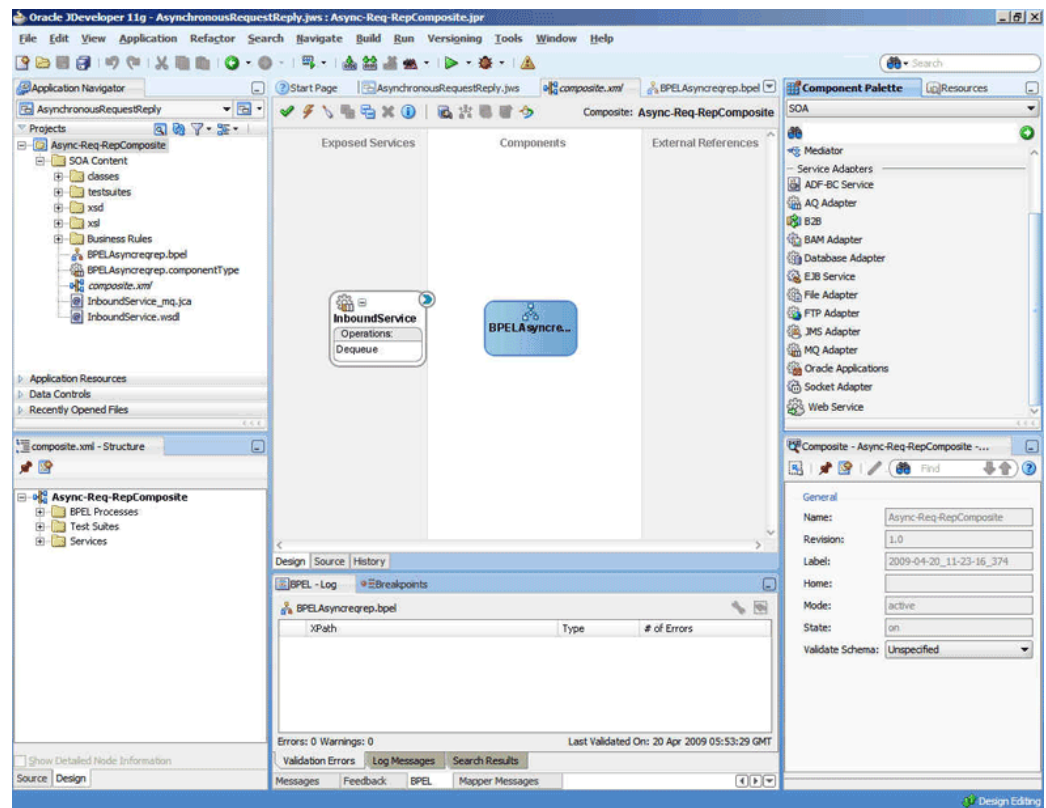 Oracle JDeveloper 11g - AsynchronousRequestReply.jws : Async-Req-RepComposite.jpr
File Edit View Application Refactor Search Navigate Build Run Versioning Tools Window Help
Search
Application Navigator
AsynchronousRequestReply
Projects
Async-Req-RepComposite
SOA Content
classes
testsuites
xsd
xsl
Business Rules
BPELAsyncreqrep.bpel
BPELAsyncreqrep.componentType
composite.xml
InboundService_mq.jca
InboundService.wsdl
Application Resources
Data Controls
Recently Opened Files
composite.xml - Structure
Async-Req-RepComposite
BPEL Processes
Test Suites
Services
Show Detailed Node Information
Source Design
Start Page AsynchronousRequestReply.jws composite.xml BPELAsyncreqrep.bpel
Composite: Async-Req-RepComposite
Exposed Services Components External References
InboundService
Operations:
Dequeue
BPELAsyncre...
Design Source History
BPEL - Log Breakpoints
BPELAsyncreqrep.bpel
XPath Type # of Errors
Errors: 0 Warnings: 0 Last Validated On: 20 Apr 2009 05:53:29 GMT
Validation Errors Log Messages Search Results
Messages Feedback BPEL Mapper Messages
Component Palette Resources
SOA
Mediator
Service Adapters
ADF-BC Service
AQ Adapter
B2B
BAM Adapter
Database Adapter
EJB Service
File Adapter
FTP Adapter
JMS Adapter
MQ Adapter
Oracle Applications
Socket Adapter
Web Service
Composite - Async-Req-RepComposite -...
Find
General
Name: Async-Req-RepComposite
Revision: 1.0
Label: 2009-04-20_11-23-16_374
Home:
Mode: active
State: on
Validate Schema: Unspecified
Design Editing